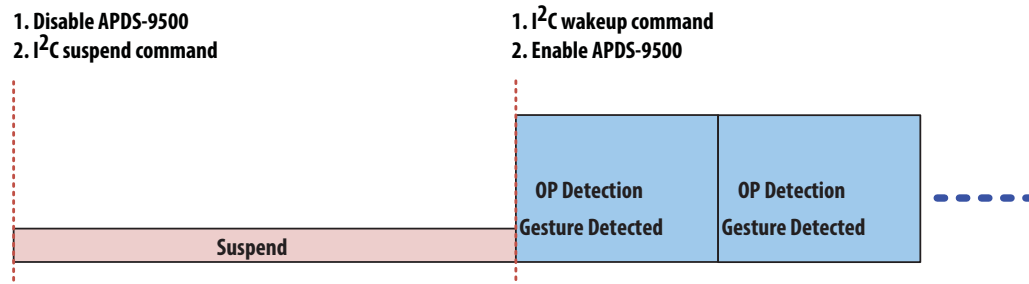 1. Disable APDS-9500
2. I²C suspend command
1. I²C wakeup command
2. Enable APDS-9500
OP Detection
Gesture Detected
OP Detection
Gesture Detected
Suspend